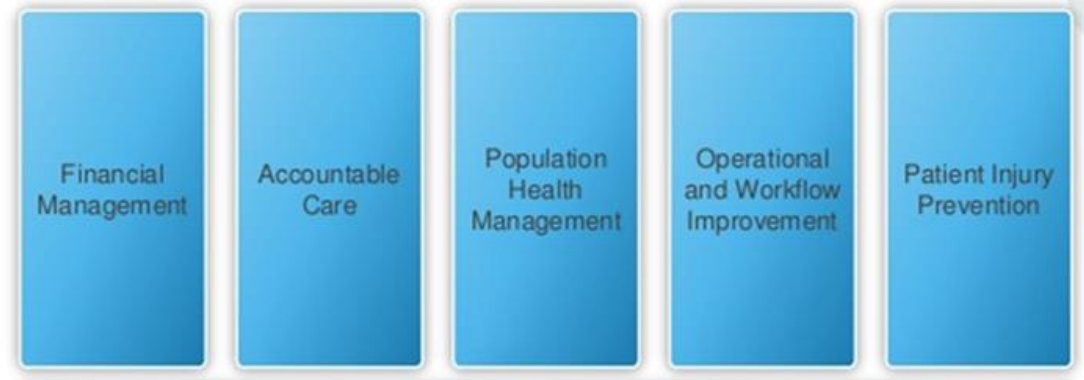 Financial
Management
Accountable
Care
Population
Health
Management
Operational
and Workflow
Improvement
Patient Injury
Prevention